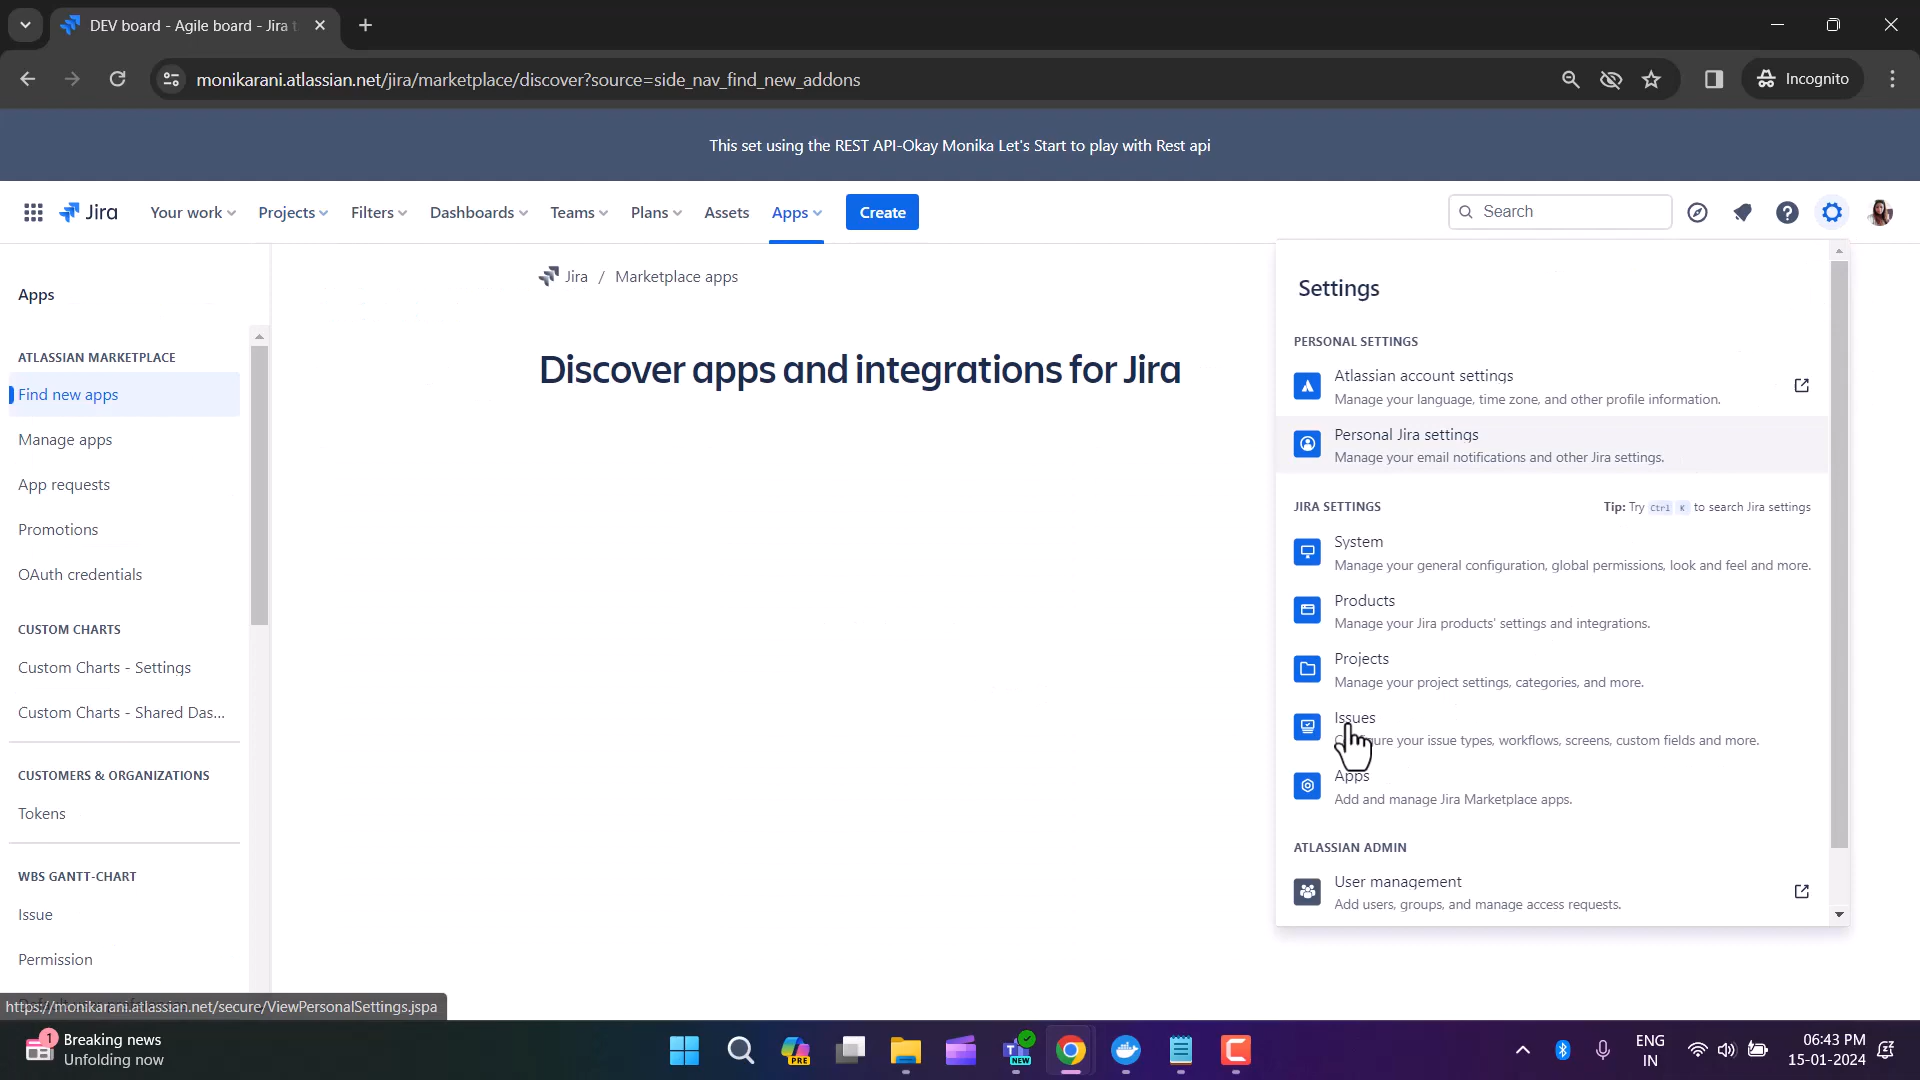 DEV board - Agile board - Jira
monikarani.atlassian.net/jira/marketplace/discover?source=side_nav_find_new_addons
Incognito
This set using the REST API-Okay Monika Let's Start to play with Rest api
Jira
Your work
Projects
Filters
Dashboards
Teams
Plans
Assets
Apps
Create
Search
Apps
ATLASSIAN MARKETPLACE
Find new apps
Manage apps
App requests
Promotions
OAuth credentials
CUSTOM CHARTS
Custom Charts - Settings
Custom Charts - Shared Das...
CUSTOMERS & ORGANIZATIONS
Tokens
WBS GANTT-CHART
Issue
Permission
https://monikarani.atlassian.net/secure/ViewPersonalSettings.jspa
Jira / Marketplace apps
Discover apps and integrations for Jira
Settings
PERSONAL SETTINGS
Atlassian account settings
Manage your language, time zone, and other profile information.
Personal Jira settings
Manage your email notifications and other Jira settings.
JIRA SETTINGS
Tip: Try Ctrl K to search Jira settings
System
Manage your general configuration, global permissions, look and feel and more.
Products
Manage your Jira products' settings and integrations.
Projects
Manage your project settings, categories, and more.
Issues
your issue types, workflows, screens, custom fields and more.
Apps
Add and manage Jira Marketplace apps.
ATLASSIAN ADMIN
User management
Add users, groups, and manage access requests.
1
Breaking news
Unfolding now
PRE
NEW
ENG
IN
06:43 PM
15-01-2024